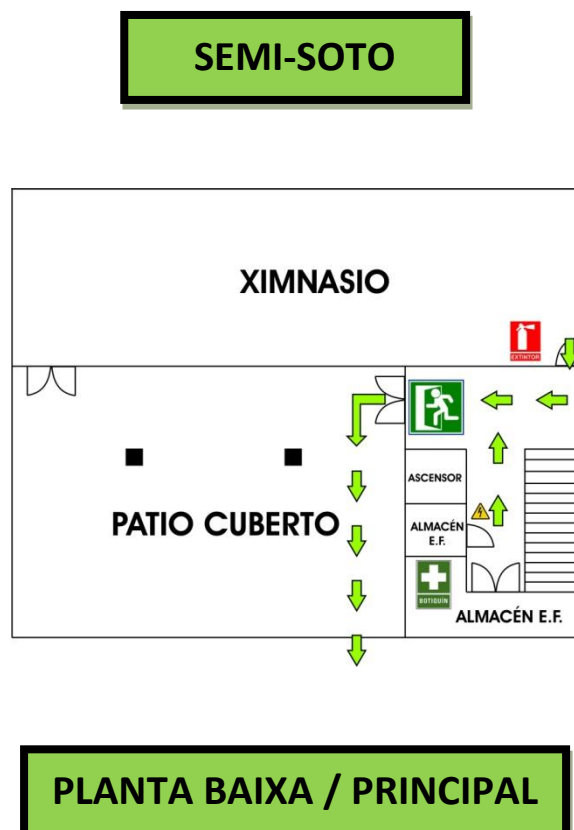 SEMI-SOTO
XIMNASIO
EXTINTOR
ASCENSOR
PATIO CUBERTO
ALMACÉN
E.F.
BOTIQUÍN
ALMACÉN E.F.
PLANTA BAIXA / PRINCIPAL